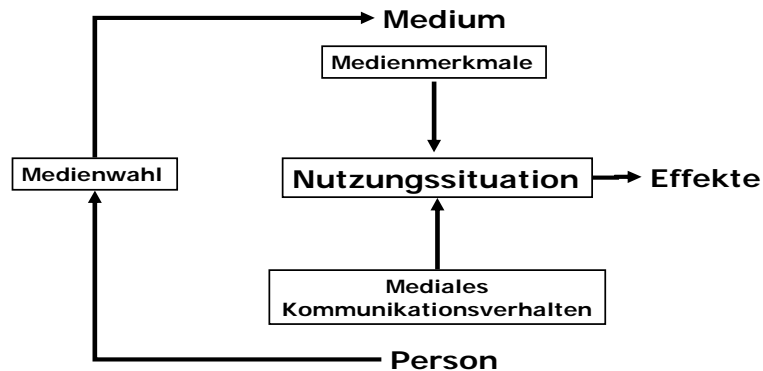 Medium
Medienmerkmale
Medienwahl
Nutzungssituation
Effekte
Mediales
Kommunikationsverhalten
Person